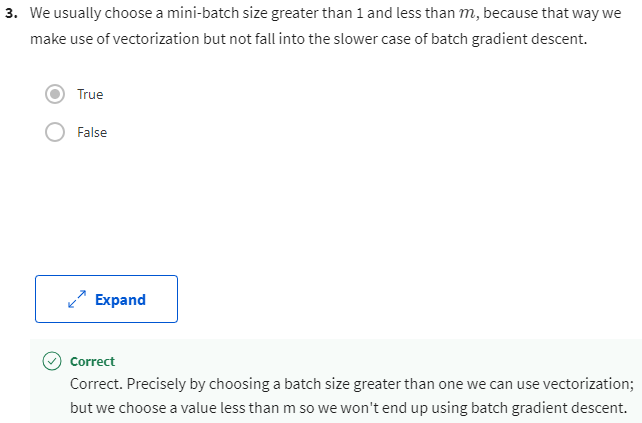 3. We usually choose a mini-batch size greater than 1 and less than m, because that way we
make use of vectorization but not fall into the slower case of batch gradient descent.
True
False
Expand
Correct
Correct. Precisely by choosing a batch size greater than one we can use vectorization;
but we choose a value less than m so we won't end up using batch gradient descent.